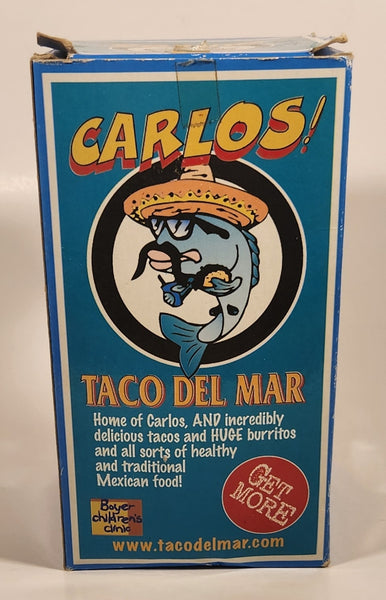 CARLOS!
TACO DEL MAR
Home of Carlos, AND incredibly
delicious tacos and HUGE burritos
and all sorts of healthy
and traditional
Mexican food!
GET
MORE
Boyer
children's
clinic
www.tacodelmar.com